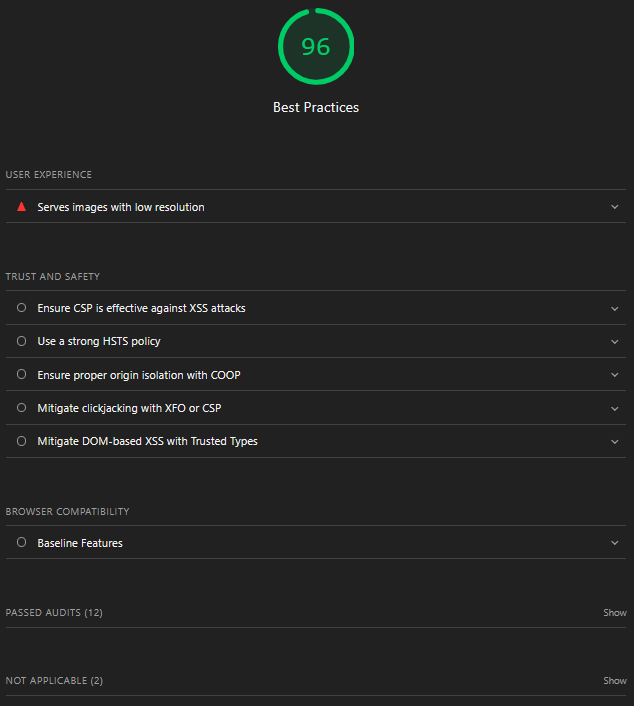 96
Best Practices
USER EXPERIENCE
Serves images with low resolution
TRUST AND SAFETY
Ensure CSP is effective against XSS attacks
Use a strong HSTS policy
Ensure proper origin isolation with COOP
Mitigate clickjacking with XFO or CSP
Mitigate DOM-based XSS with Trusted Types
BROWSER COMPATIBILITY
Baseline Features
PASSED AUDITS (12) Show
NOT APPLICABLE (2) Show